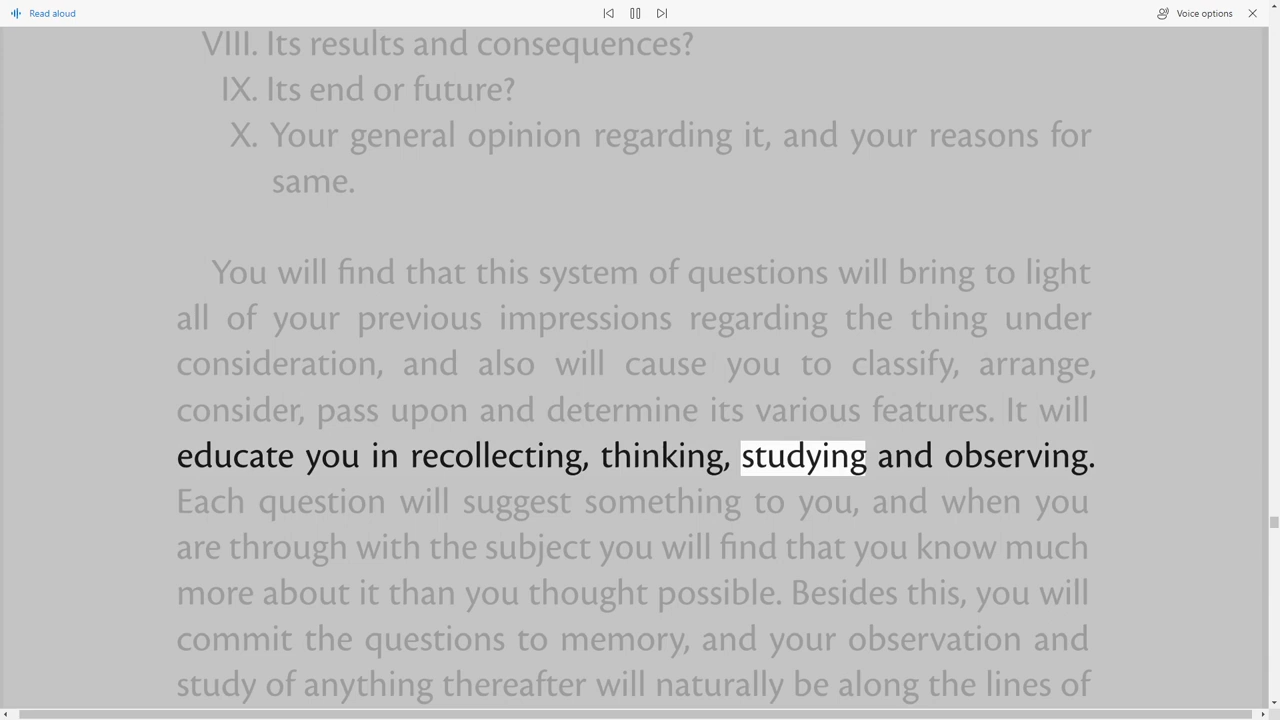 Read aloud
Voice options
VIII. Its results and consequences?
IX. Its end or future?
X. Your general opinion regarding it, and your reasons for
same.
You will find that this system of questions will bring to light
all of your previous impressions regarding the thing under
consideration, and also will cause you to classify, arrange,
consider, pass upon and determine its various features. It will
educate you in recollecting, thinking, studying and observing.
Each question will suggest something to you, and when you
are through with the subject you will find that you know much
more about it than you thought possible. Besides this, you will
commit the questions to memory, and your observation and
study of anything thereafter will naturally be along the lines of